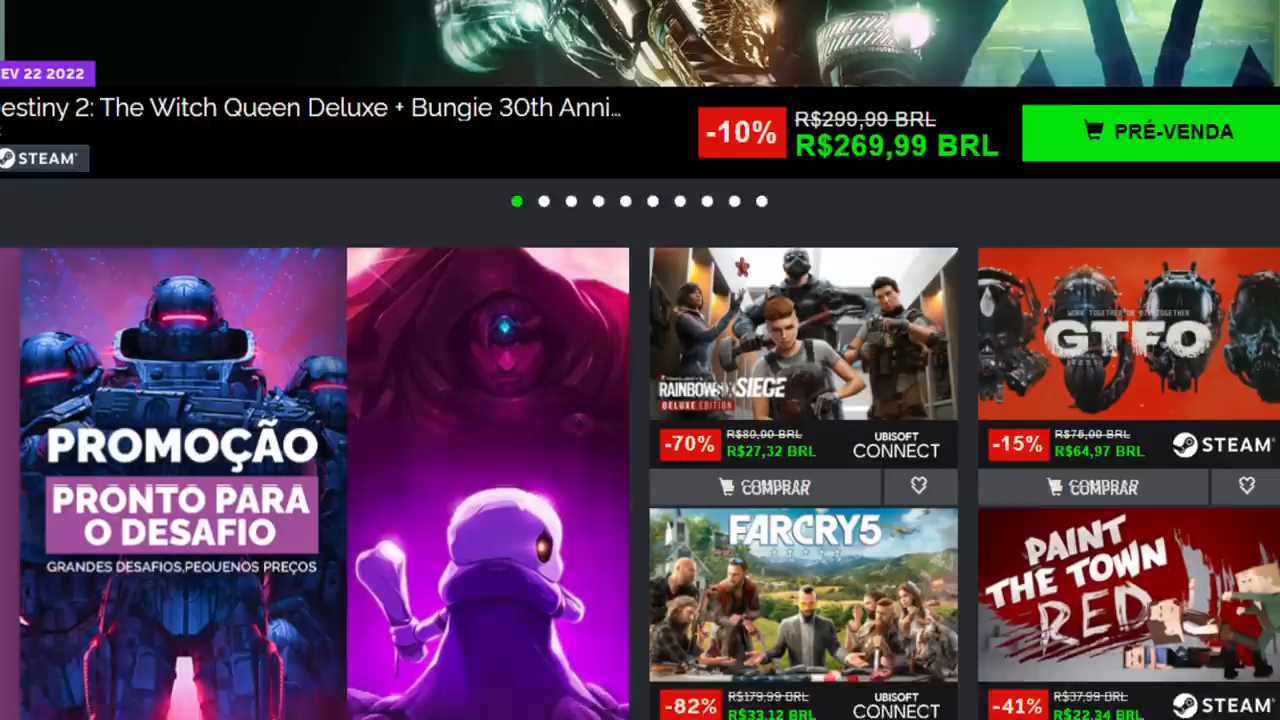 EV 22 2022
estiny 2: The Witch Queen Deluxe + Bungie 30th Anni...
STEAM
-10%
R$299,99 BRL
R$269,99 BRL
PRÉ-VENDA
PROMOÇÃO
PRONTO PARA
O DESAFIO
GRANDES DESAFIOS,PEQUENOS PREÇOS
RAINBOW SIX SIEGE
DELUXE EDITION
-70%
R$89,90 BRL
R$27,32 BRL
UBISOFT
CONNECT
COMPRAR
GTFO
-15%
R$75,99 BRL
R$64,97 BRL
STEAM
COMPRAR
FARCRY5
-82%
R$179,99 BRL
R$33,12 BRL
UBISOFT
CONNECT
PAINT
THE TOWN
RED
-41%
R$37,99 BRL
R$22,34 BRL
STEAM